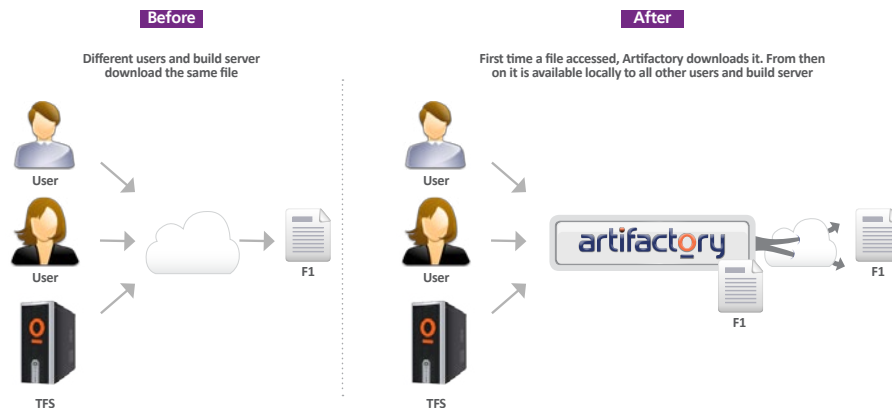 Before
Different users and build server
download the same file
User
User
TFS
F1
After
First time a file accessed, Artifactory downloads it. From then
on it is available locally to all other users and build server
User
User
TFS
artifactory
F1
F1